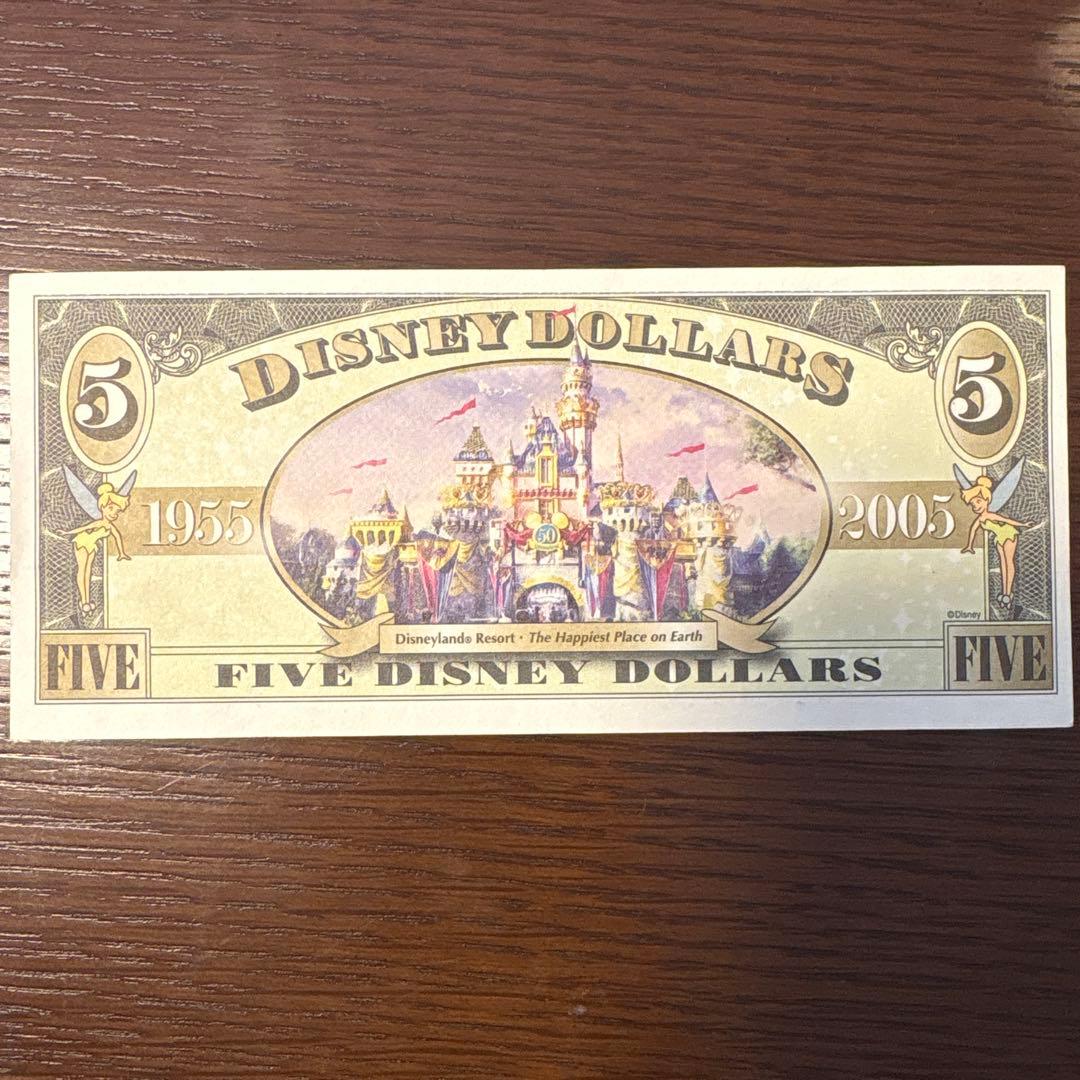 DISNEY DOLLARS
5 5
1955 2005
50
©Disney
Disneyland® Resort · The Happiest Place on Earth
FIVE FIVE DISNEY DOLLARS FIVE